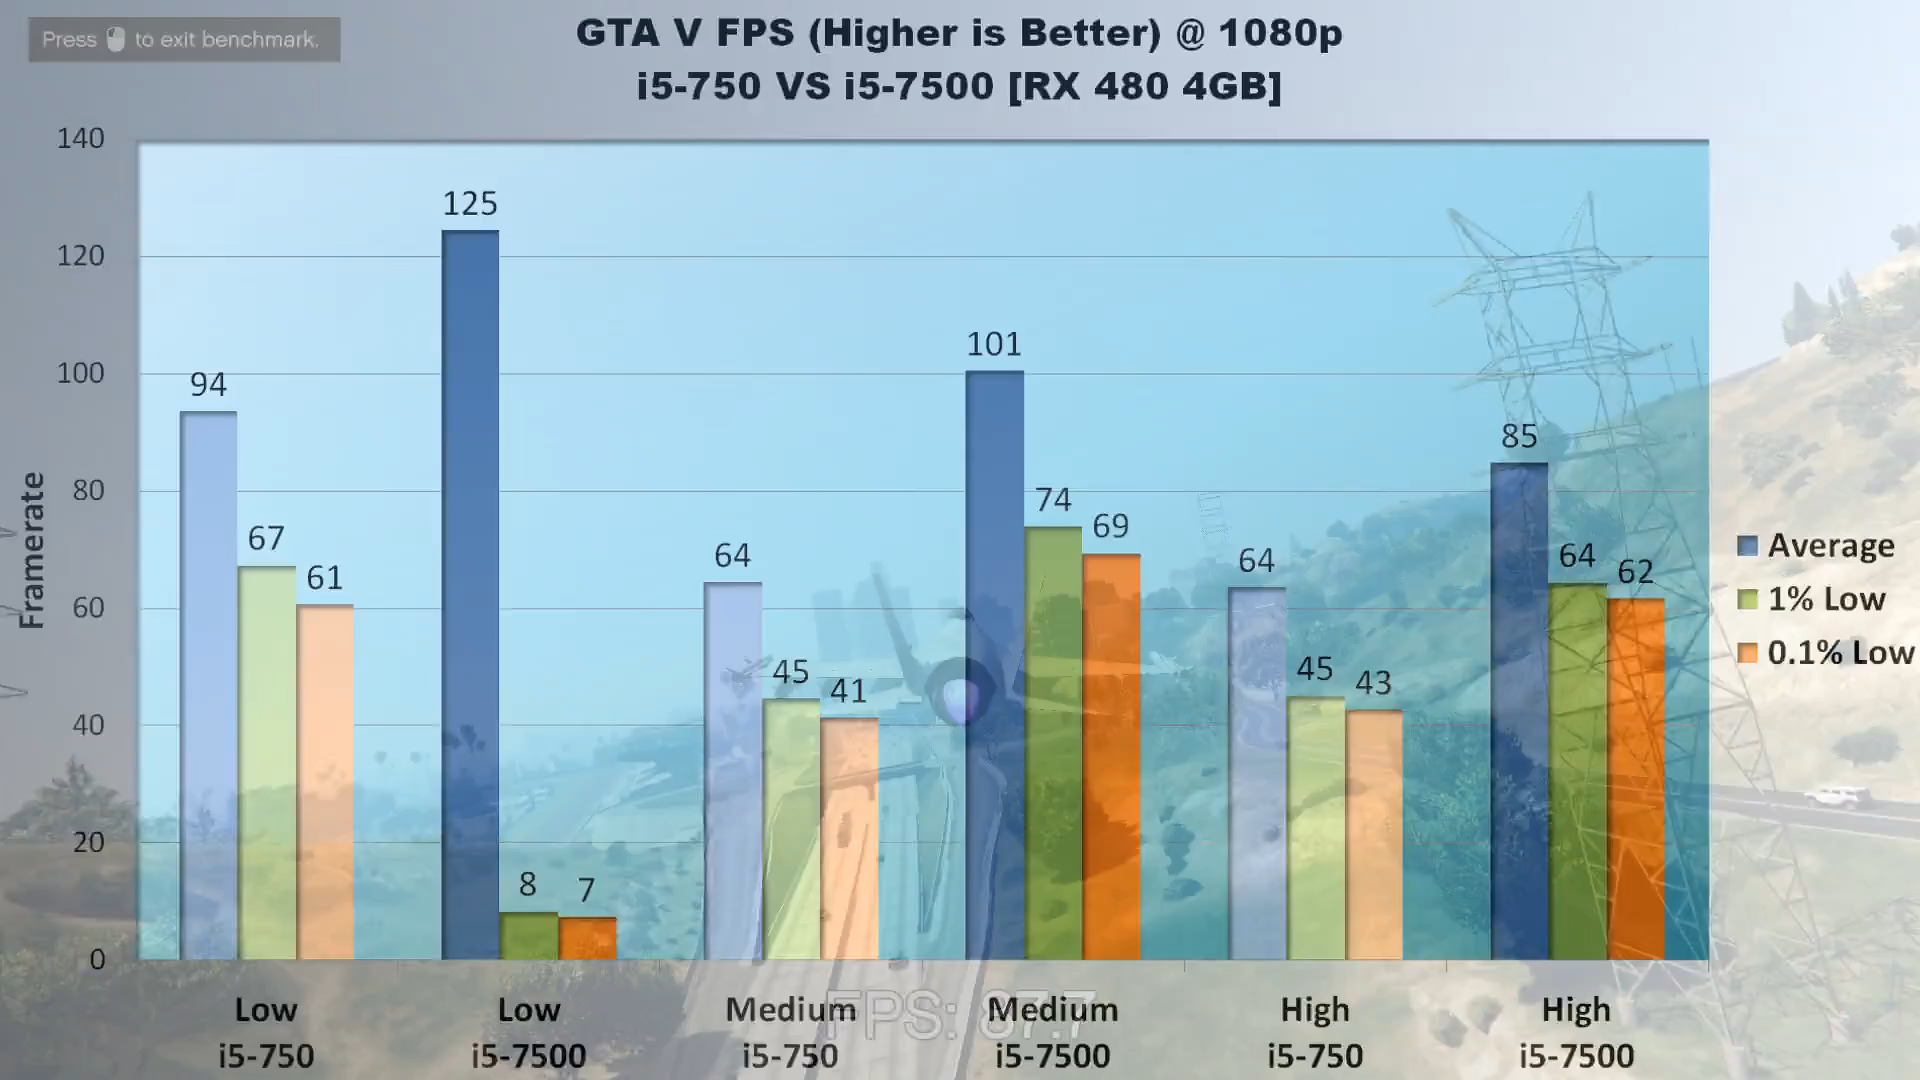 Press to exit benchmark.
GTA V FPS (Higher is Better) @ 1080p
i5-750 VS i5-7500 [RX 480 4GB]
140
120
100
80
60
40
20
0
Framerate
94
67
61
125
8
7
64
45
41
101
74
69
64
45
43
85
64
62
Average
1% Low
0.1% Low
Low
i5-750
Low
i5-7500
Medium
i5-750
Medium
i5-7500
High
i5-750
High
i5-7500
FPS: 87.7